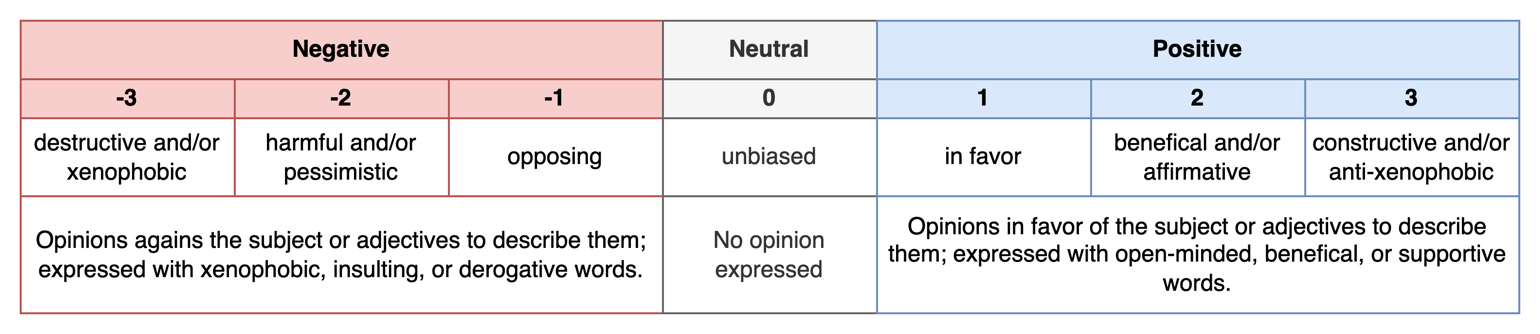 Negative Neutral Positive
-3 -2 -1 0 1 2 3
destructive and/or
xenophobic
harmful and/or
pessimistic
opposing
unbiased
in favor
benefical and/or
affirmative
constructive and/or
anti-xenophobic
Opinions agains the subject or adjectives to describe them;
expressed with xenophobic, insulting, or derogative words.
No opinion
expressed
Opinions in favor of the subject or adjectives to describe
them; expressed with open-minded, benefical, or supportive
words.